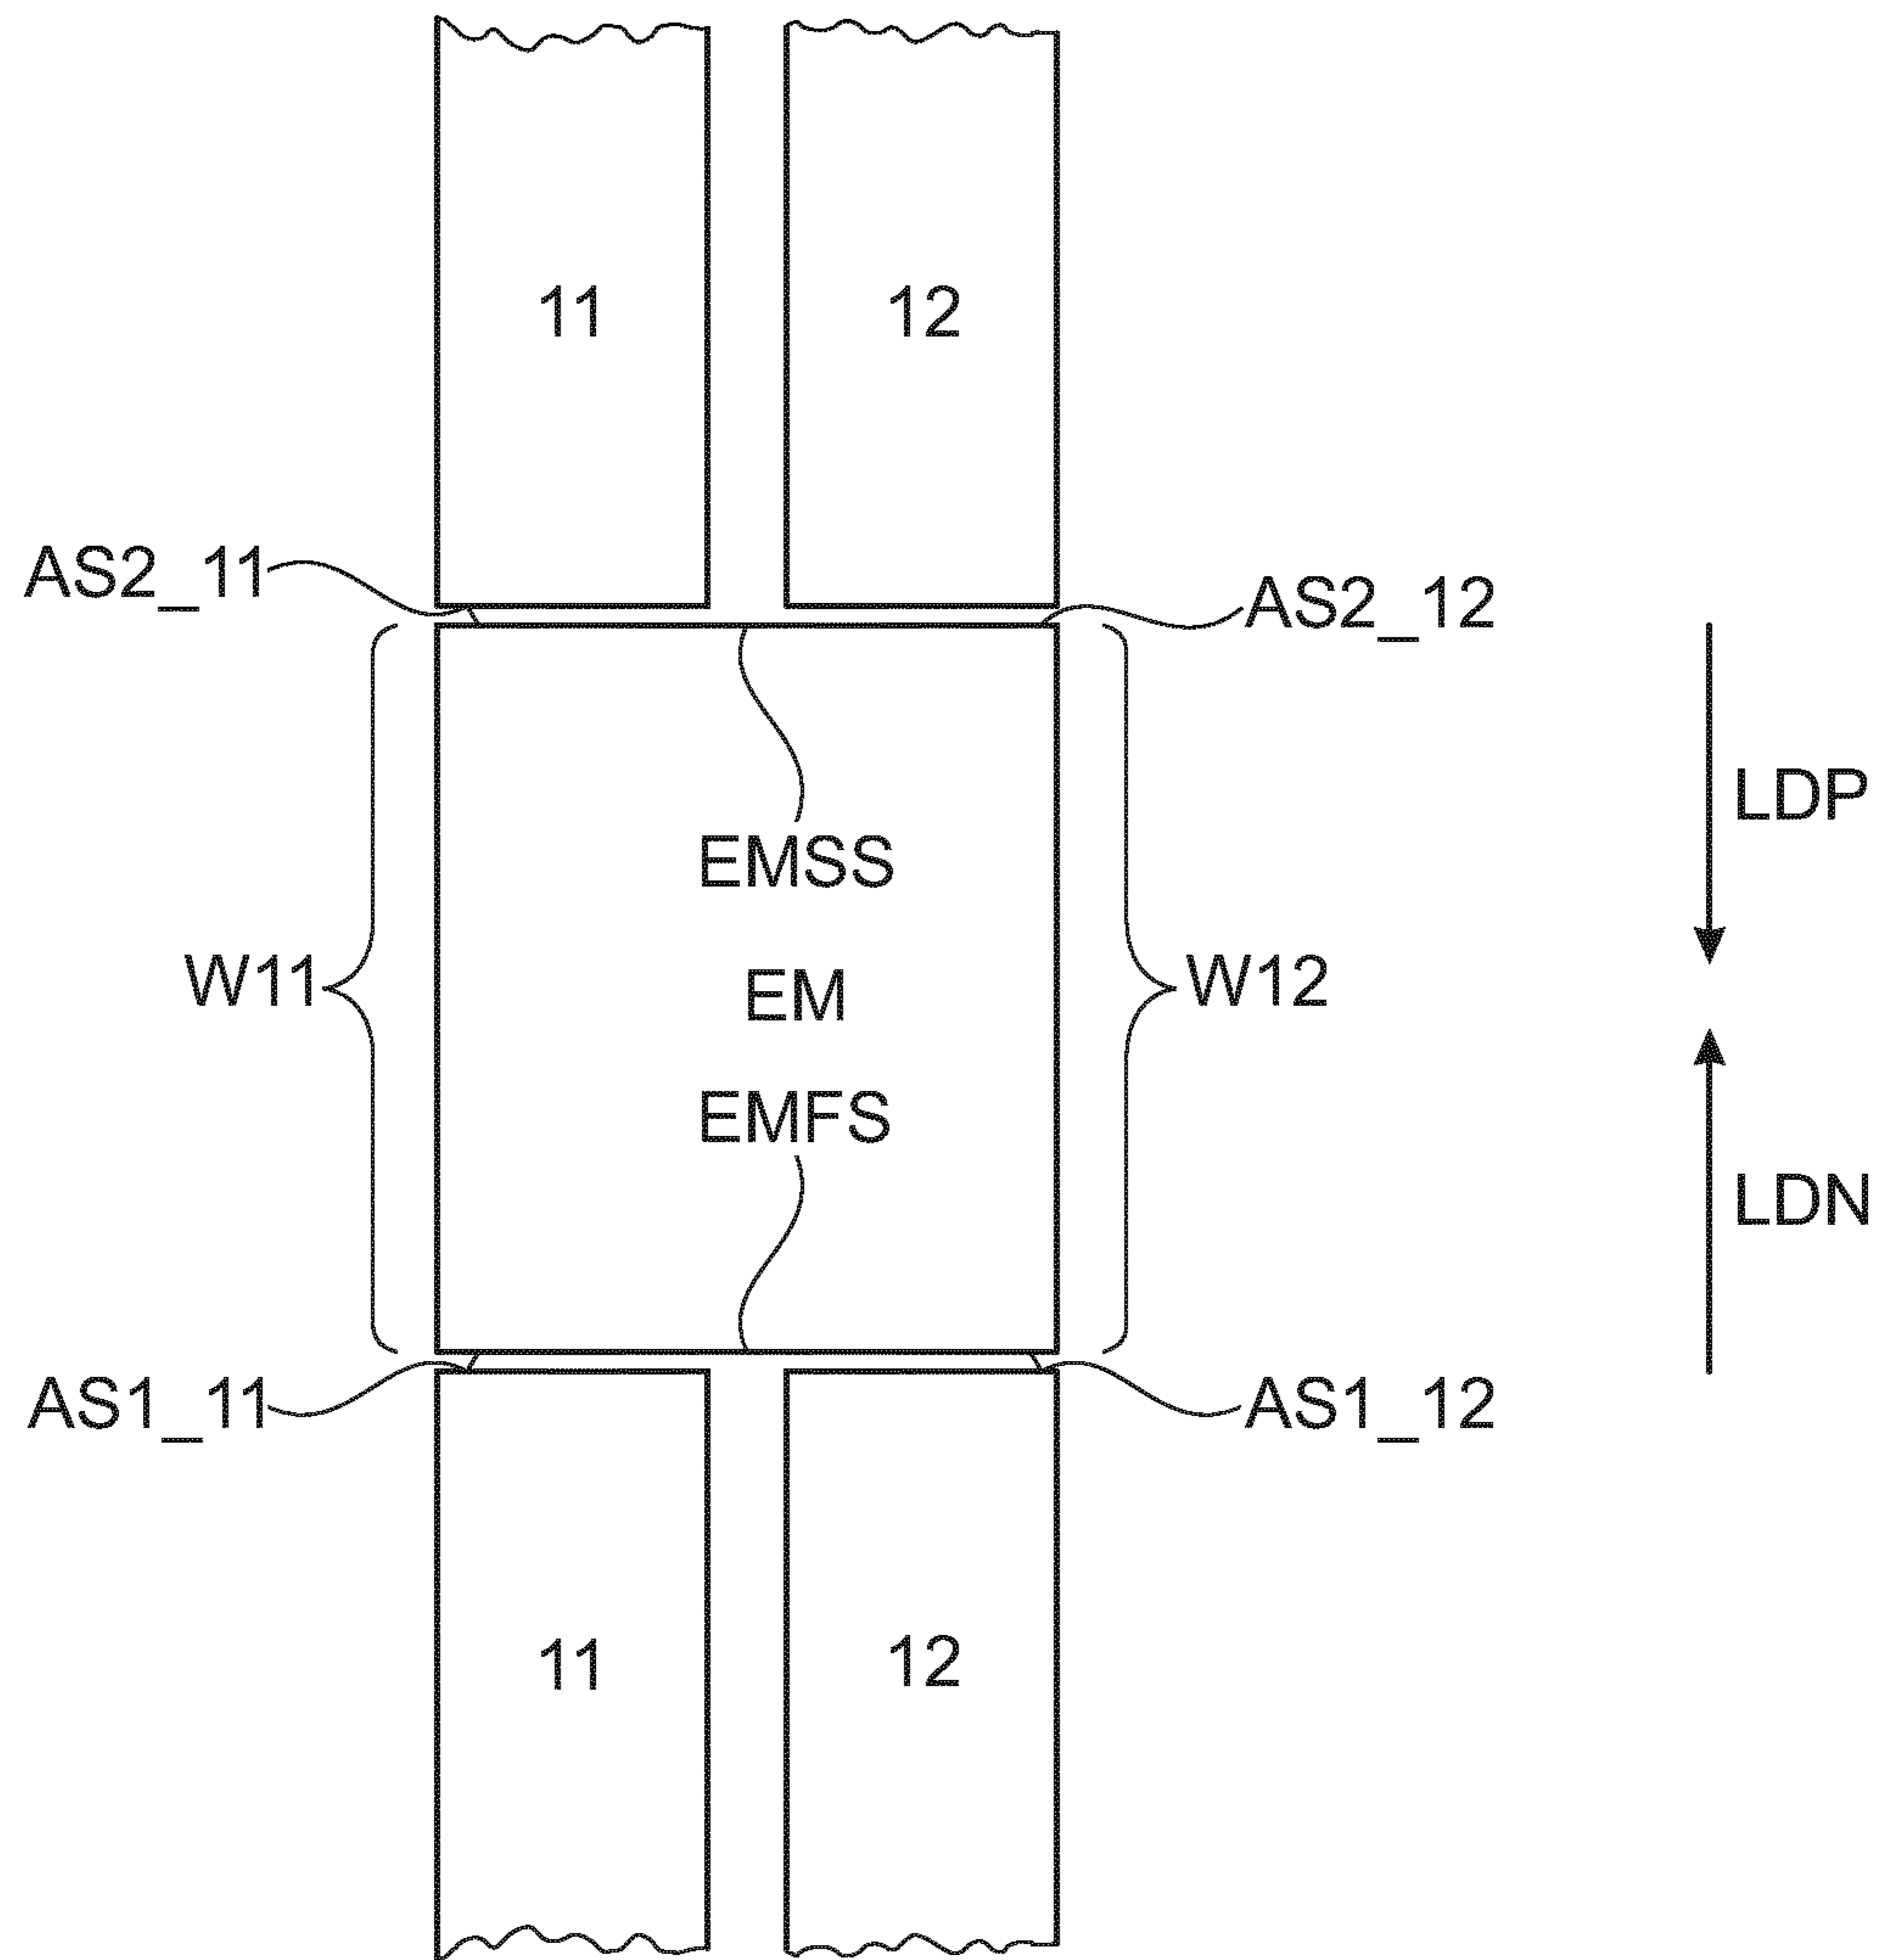 11
12
AS2_11
AS2_12
LDP
EMSS
W11
EM
W12
EMFS
LDN
AS1_11
AS1_12
11
12